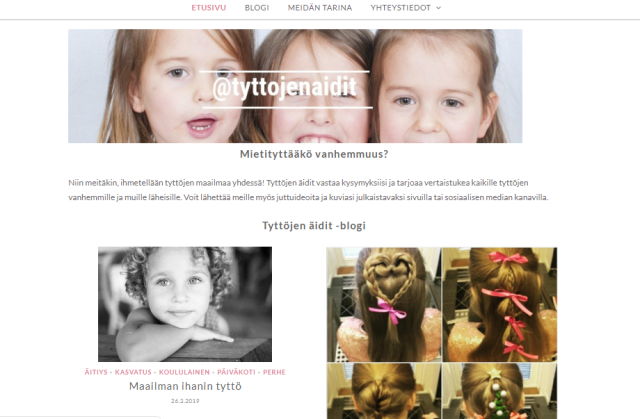 ETUSIVU BLOGI MEIDÄN TARINA YHTEYSTIEDOT
@tyttojenaidit
Mietityttääkö vanhemmuus?
Niin meitäkin, ihmetellään tyttöjen maailmaa yhdessä! Tyttöjen äidit vastaa kysymyksiisi ja tarjoaa vertaistukea kaikille tyttöjen
vanhemmille ja muille läheisille. Voit lähettää meille myös juttuideoita ja kuviasi julkaistavaksi sivuilla tai sosiaalisen median kanavilla.
Tyttöjen äidit -blogi
ÄITIYS - KASVATUS - KOULULAINEN - PÄIVÄKOTI - PERHE
Maailman ihanin tyttö
26.2.2019